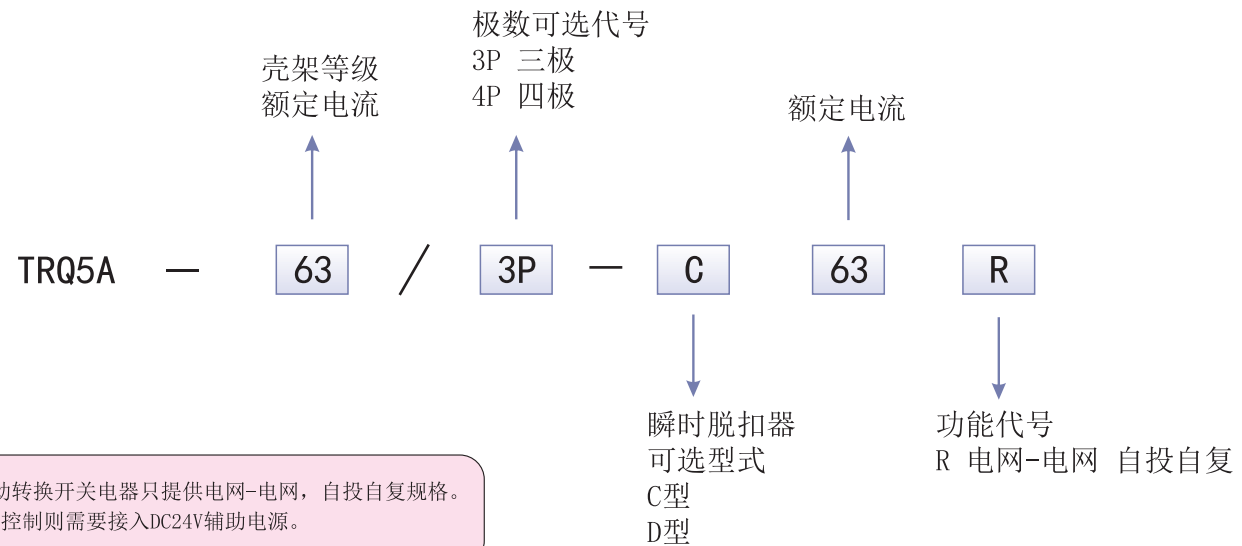 极数可选代号
3P 三极
4P 四极
壳架等级
额定电流
额定电流
TRQ5A — 63 / 3P — C 63 R
瞬时脱扣器
可选型式
C型
D型
功能代号
R 电网-电网 自投自复
动转换开关电器只提供电网-电网，自投自复规格。
控制则需要接入DC24V辅助电源。